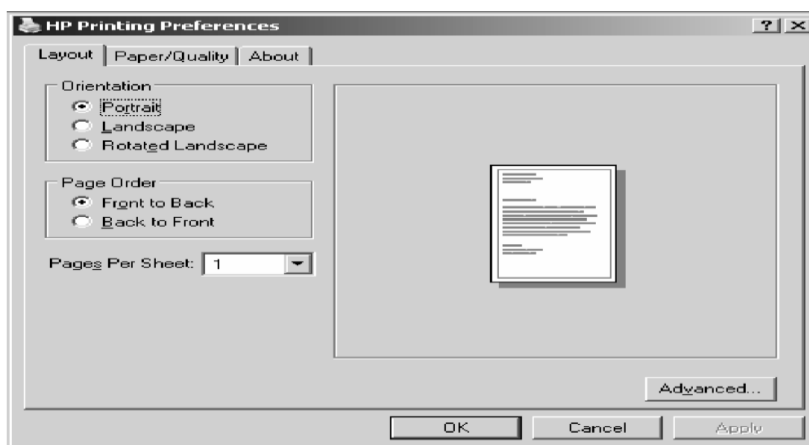 HP Printing Preferences
Layout Paper/Quality About
Orientation
Portrait
Landscape
Rotated Landscape
Page Order
Front to Back
Back to Front
Pages Per Sheet: 1
Advanced...
OK Cancel Apply